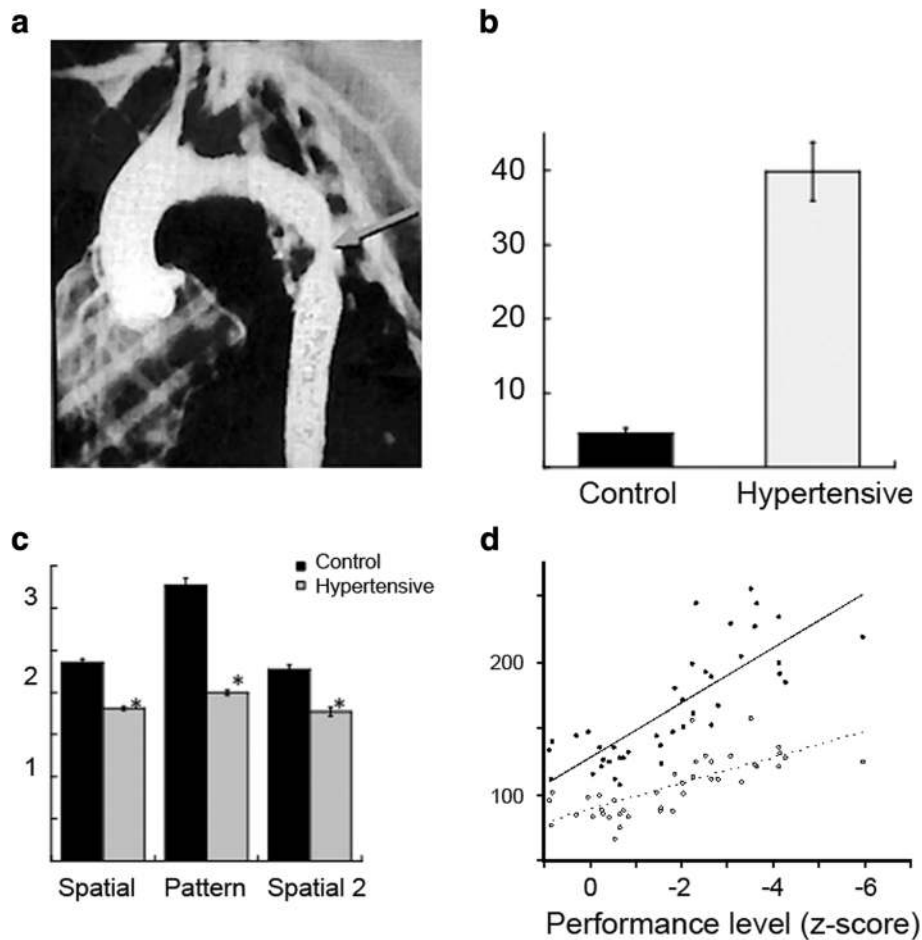 a
b
40
30
20
10
Control Hypertensive
c
Control
Hypertensive
3
2
1
*
*
*
Spatial Pattern Spatial 2
d
200
100
0 -2 -4 -6
Performance level (z-score)